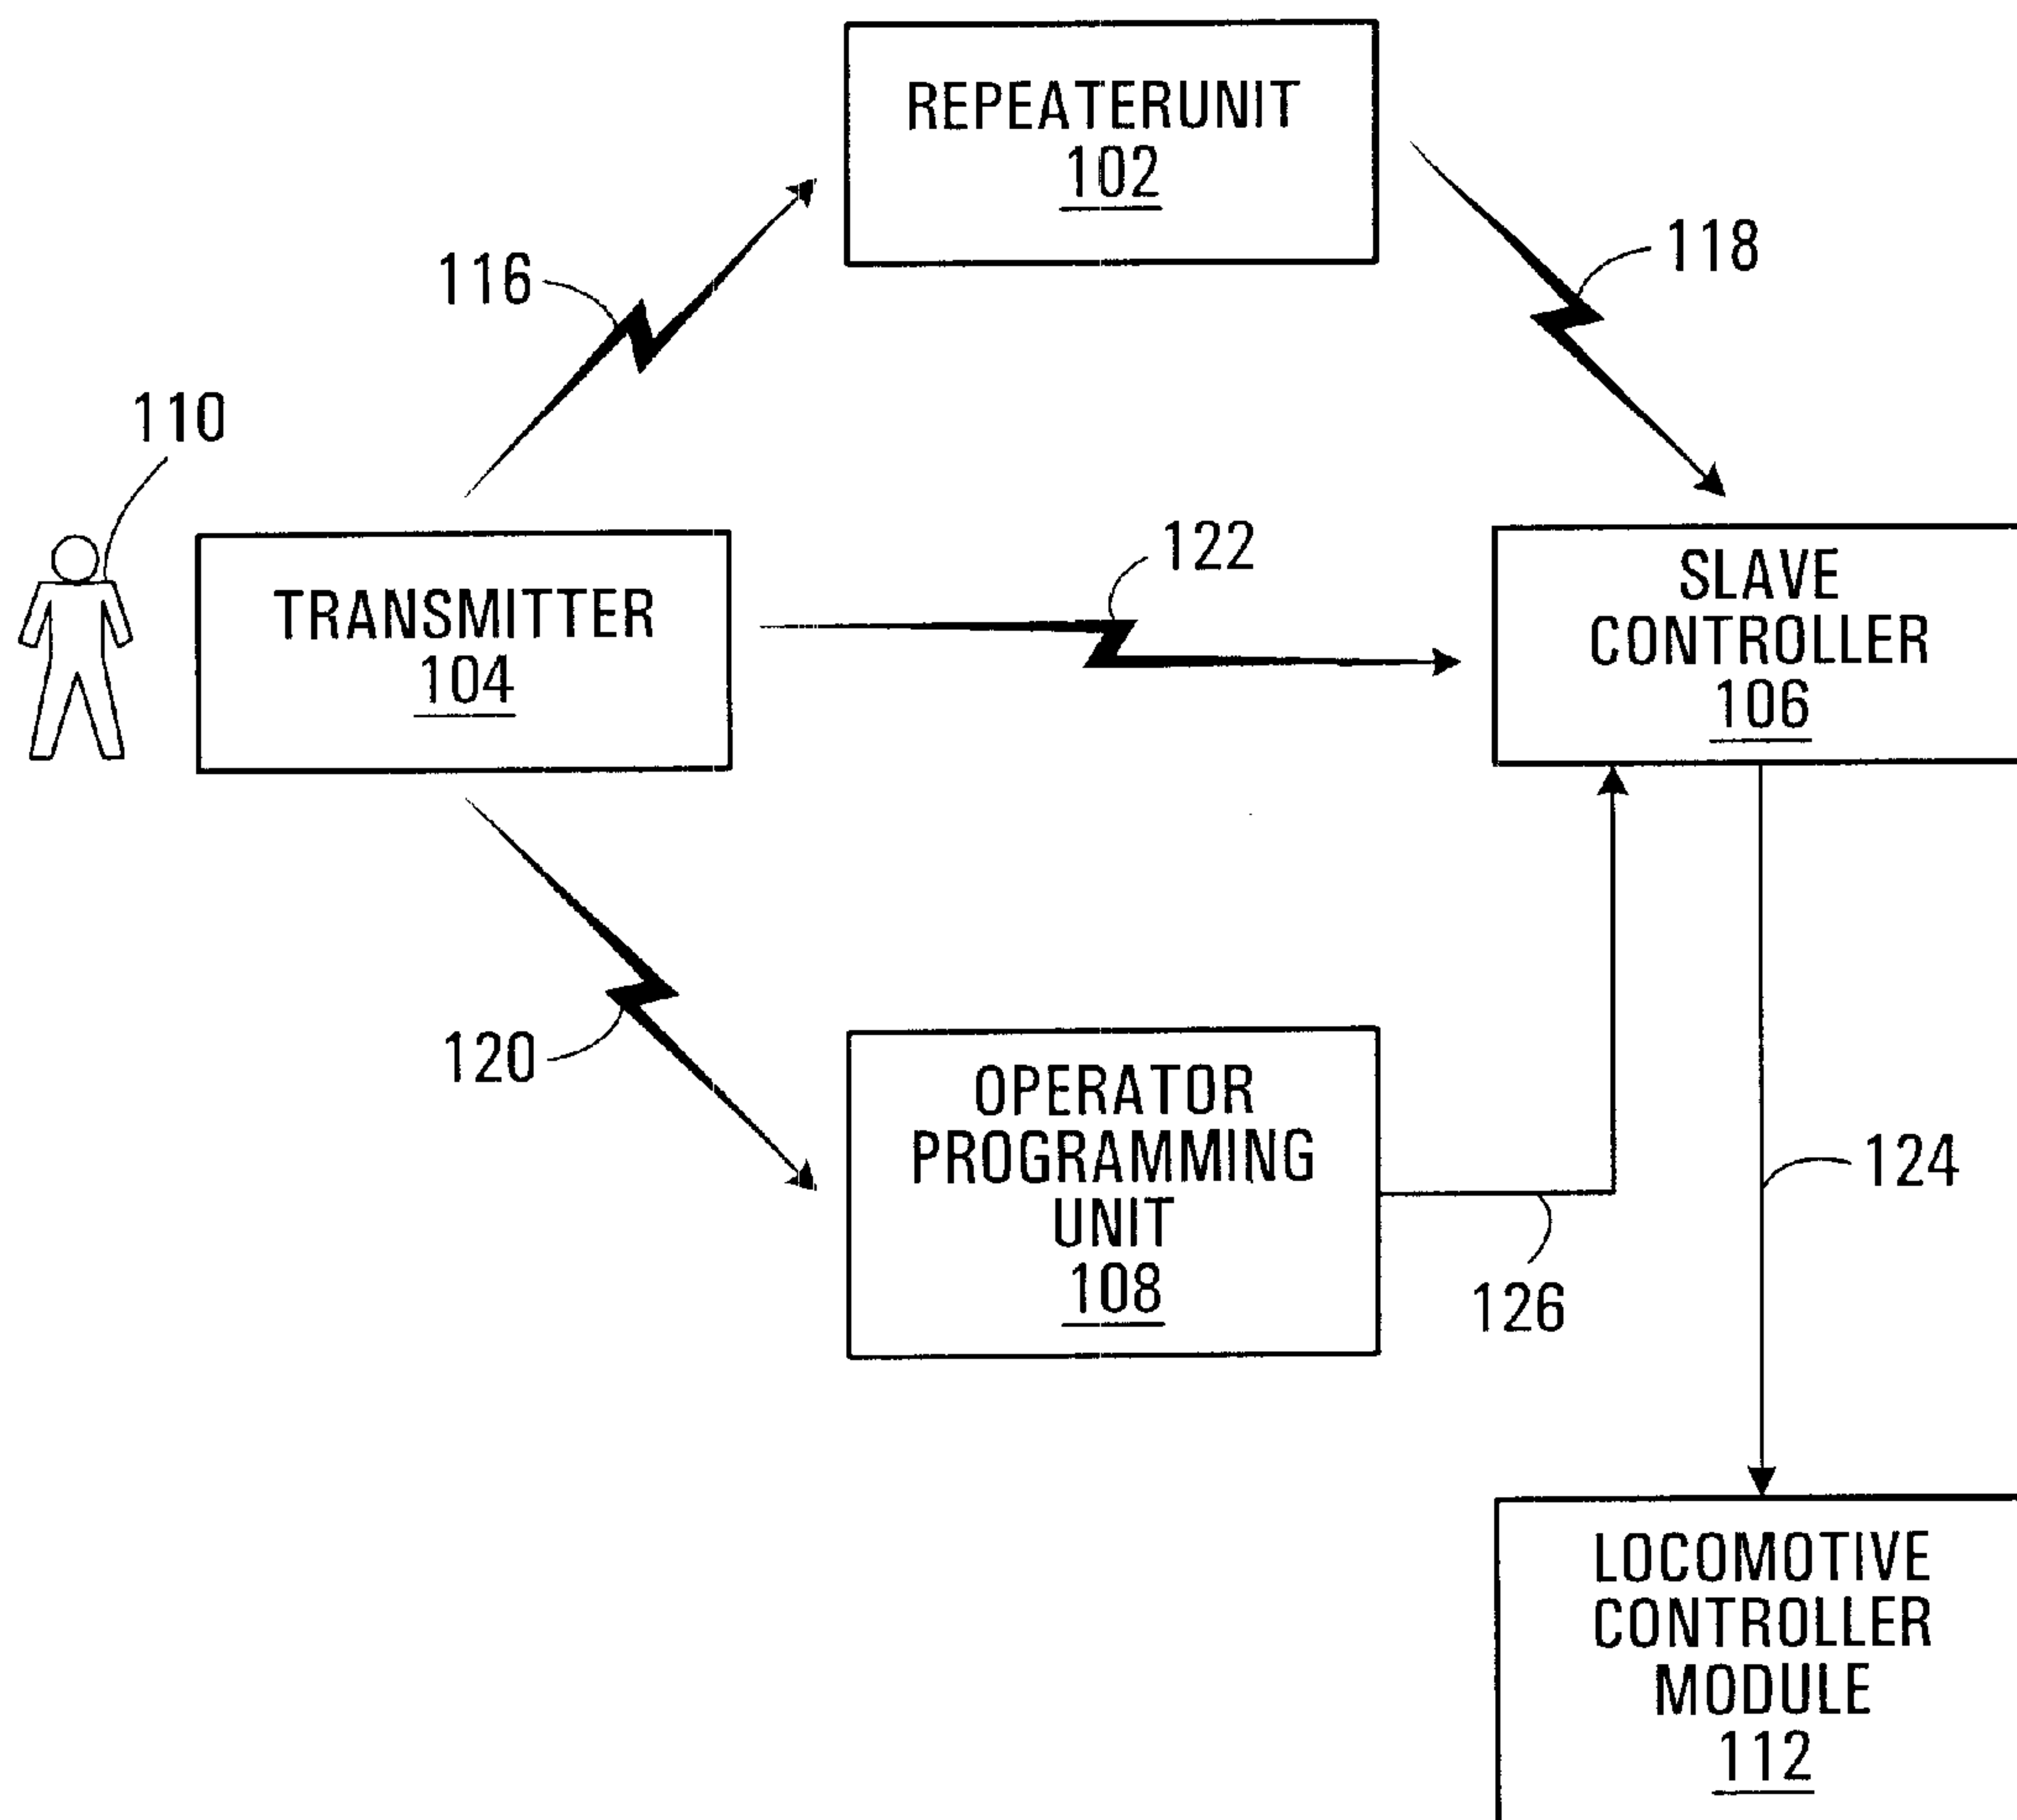 REPEATERUNIT
102
116
118
110
122
TRANSMITTER
104
SLAVE
CONTROLLER
106
120
OPERATOR
PROGRAMMING
UNIT
108
124
126
LOCOMOTIVE
CONTROLLER
MODULE
112